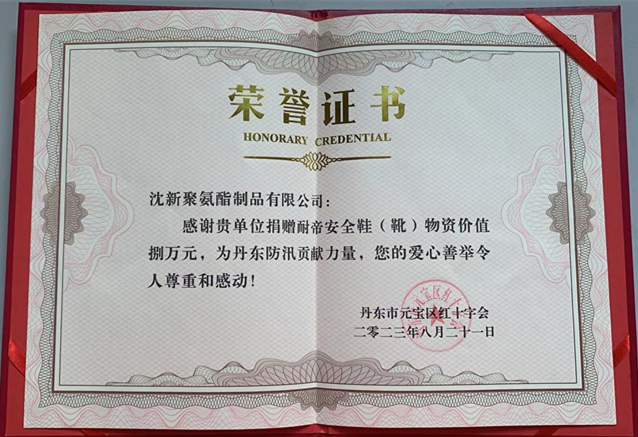 荣誉证书
HONORARY CREDENTIAL
沈新聚氨酯制品有限公司:
感谢贵单位捐赠耐帝安全鞋（靴）物资价值
捌万元，为丹东防汛贡献力量，您的爱心善举令
人尊重和感动!
丹东市元宝区红十字会
二零二三年八月二十一日